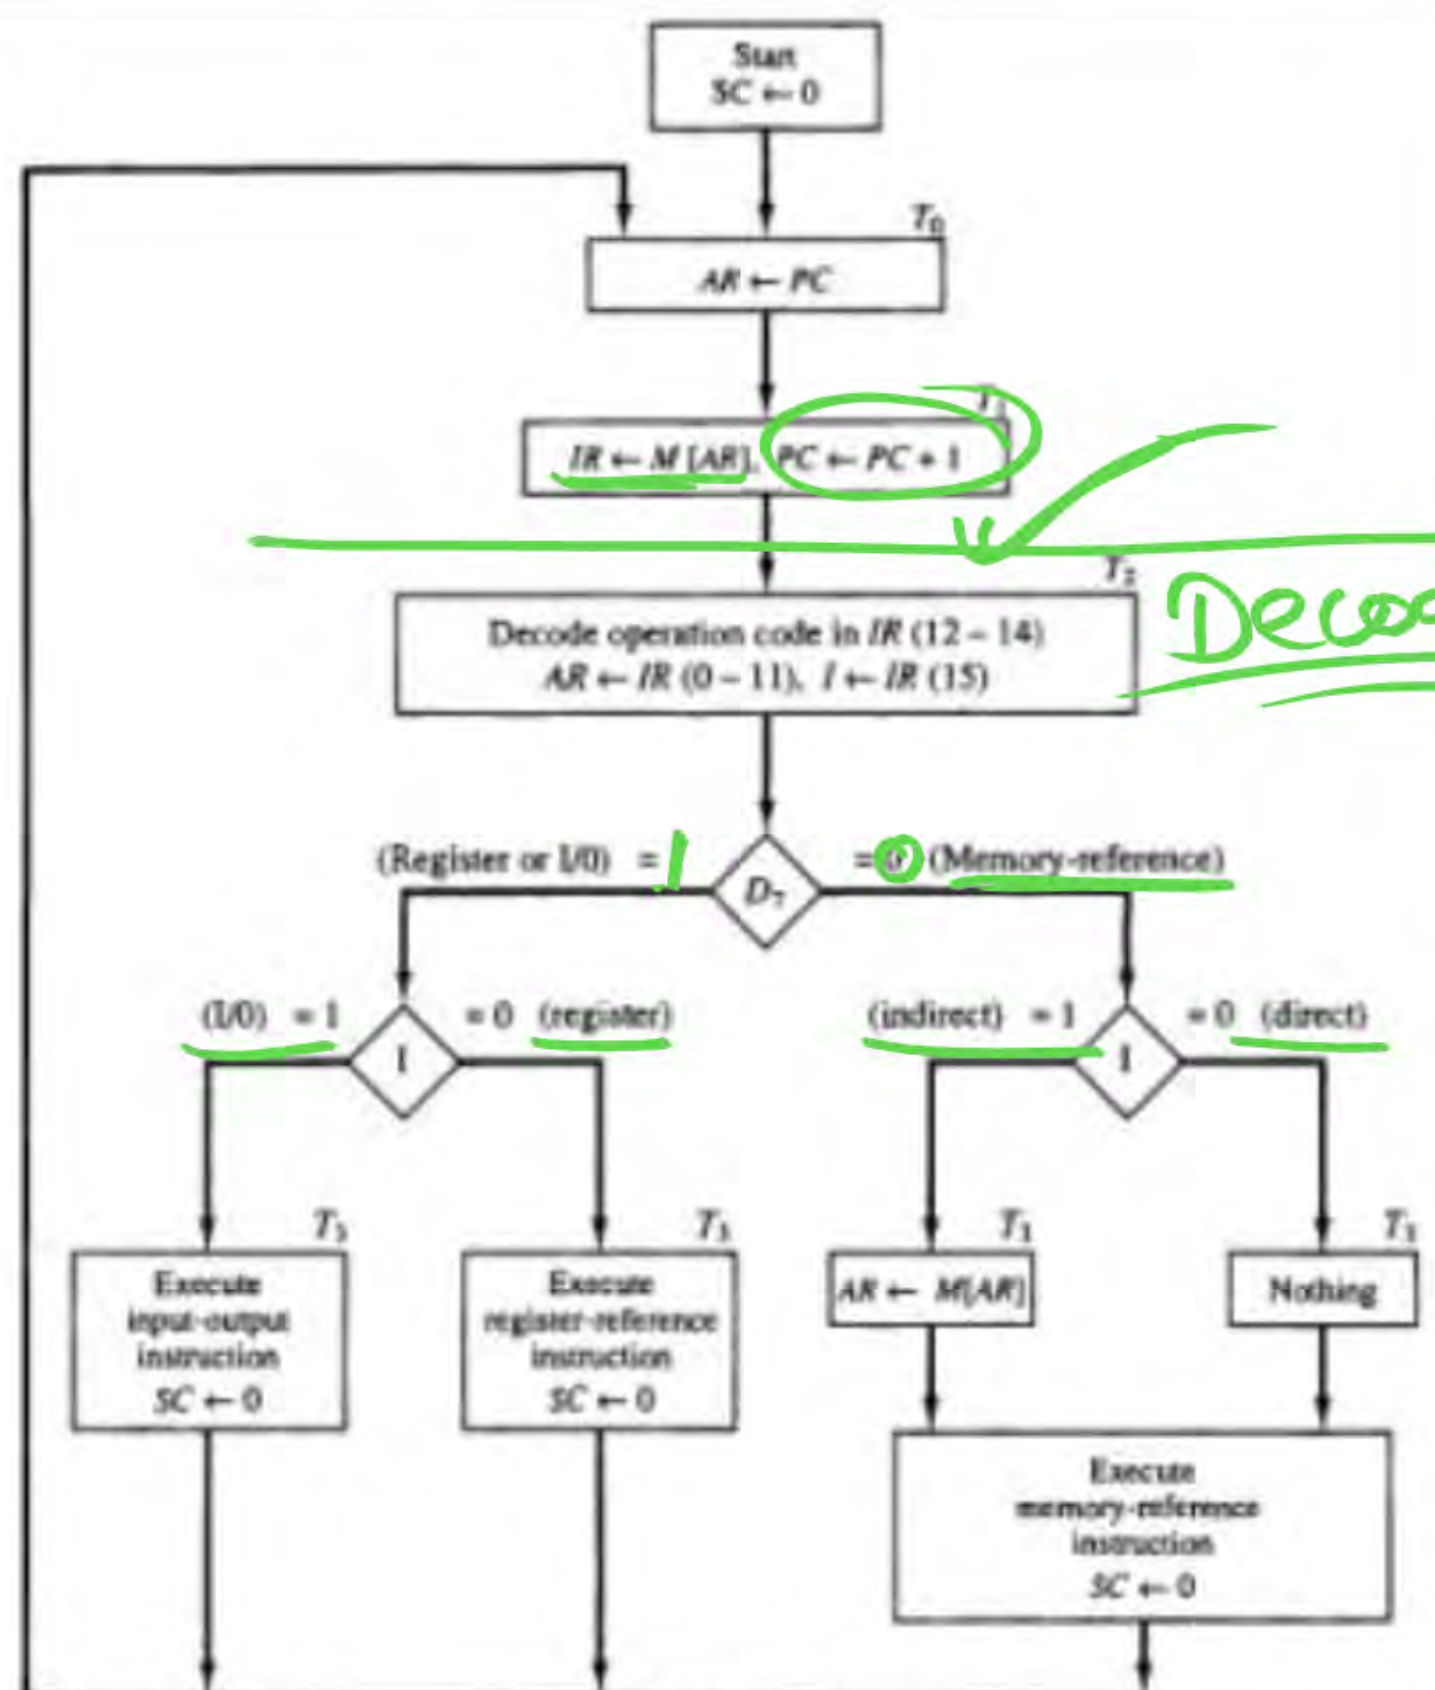 Start
SC ← 0
T₀
AR ← PC
T₁
IR ← M [AR], PC ← PC + 1
T₂
Decode operation code in IR (12 – 14)
AR ← IR (0 – 11), I ← IR (15)
Decod
(Register or I/0) = 1
D₇
= 0 (Memory-reference)
(I/0) = 1
I
= 0 (register)
(indirect) = 1
I
= 0 (direct)
T₃
T₃
T₃
T₃
Execute
input-output
instruction
SC ← 0
Execute
register-reference
instruction
SC ← 0
AR ← M[AR]
Nothing
Execute
memory-reference
instruction
SC ← 0